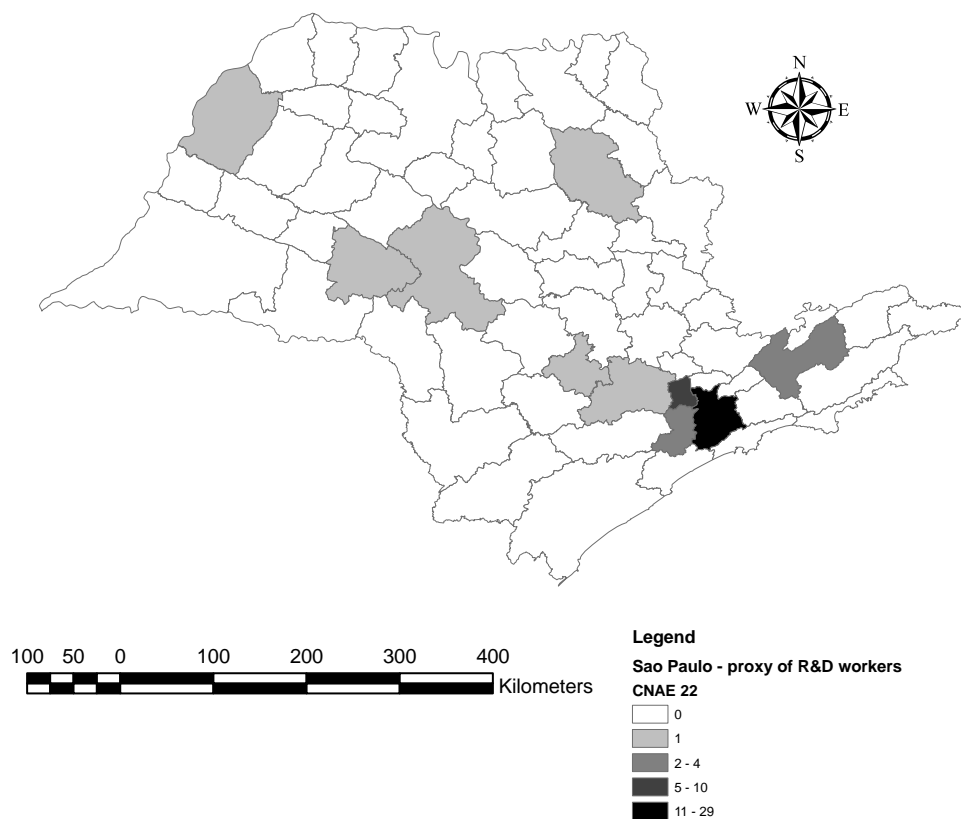 N
W E
S
100 50 0 100 200 300 400
Kilometers
Legend
Sao Paulo - proxy of R&D workers
CNAE 22
0
1
2 - 4
5 - 10
11 - 29